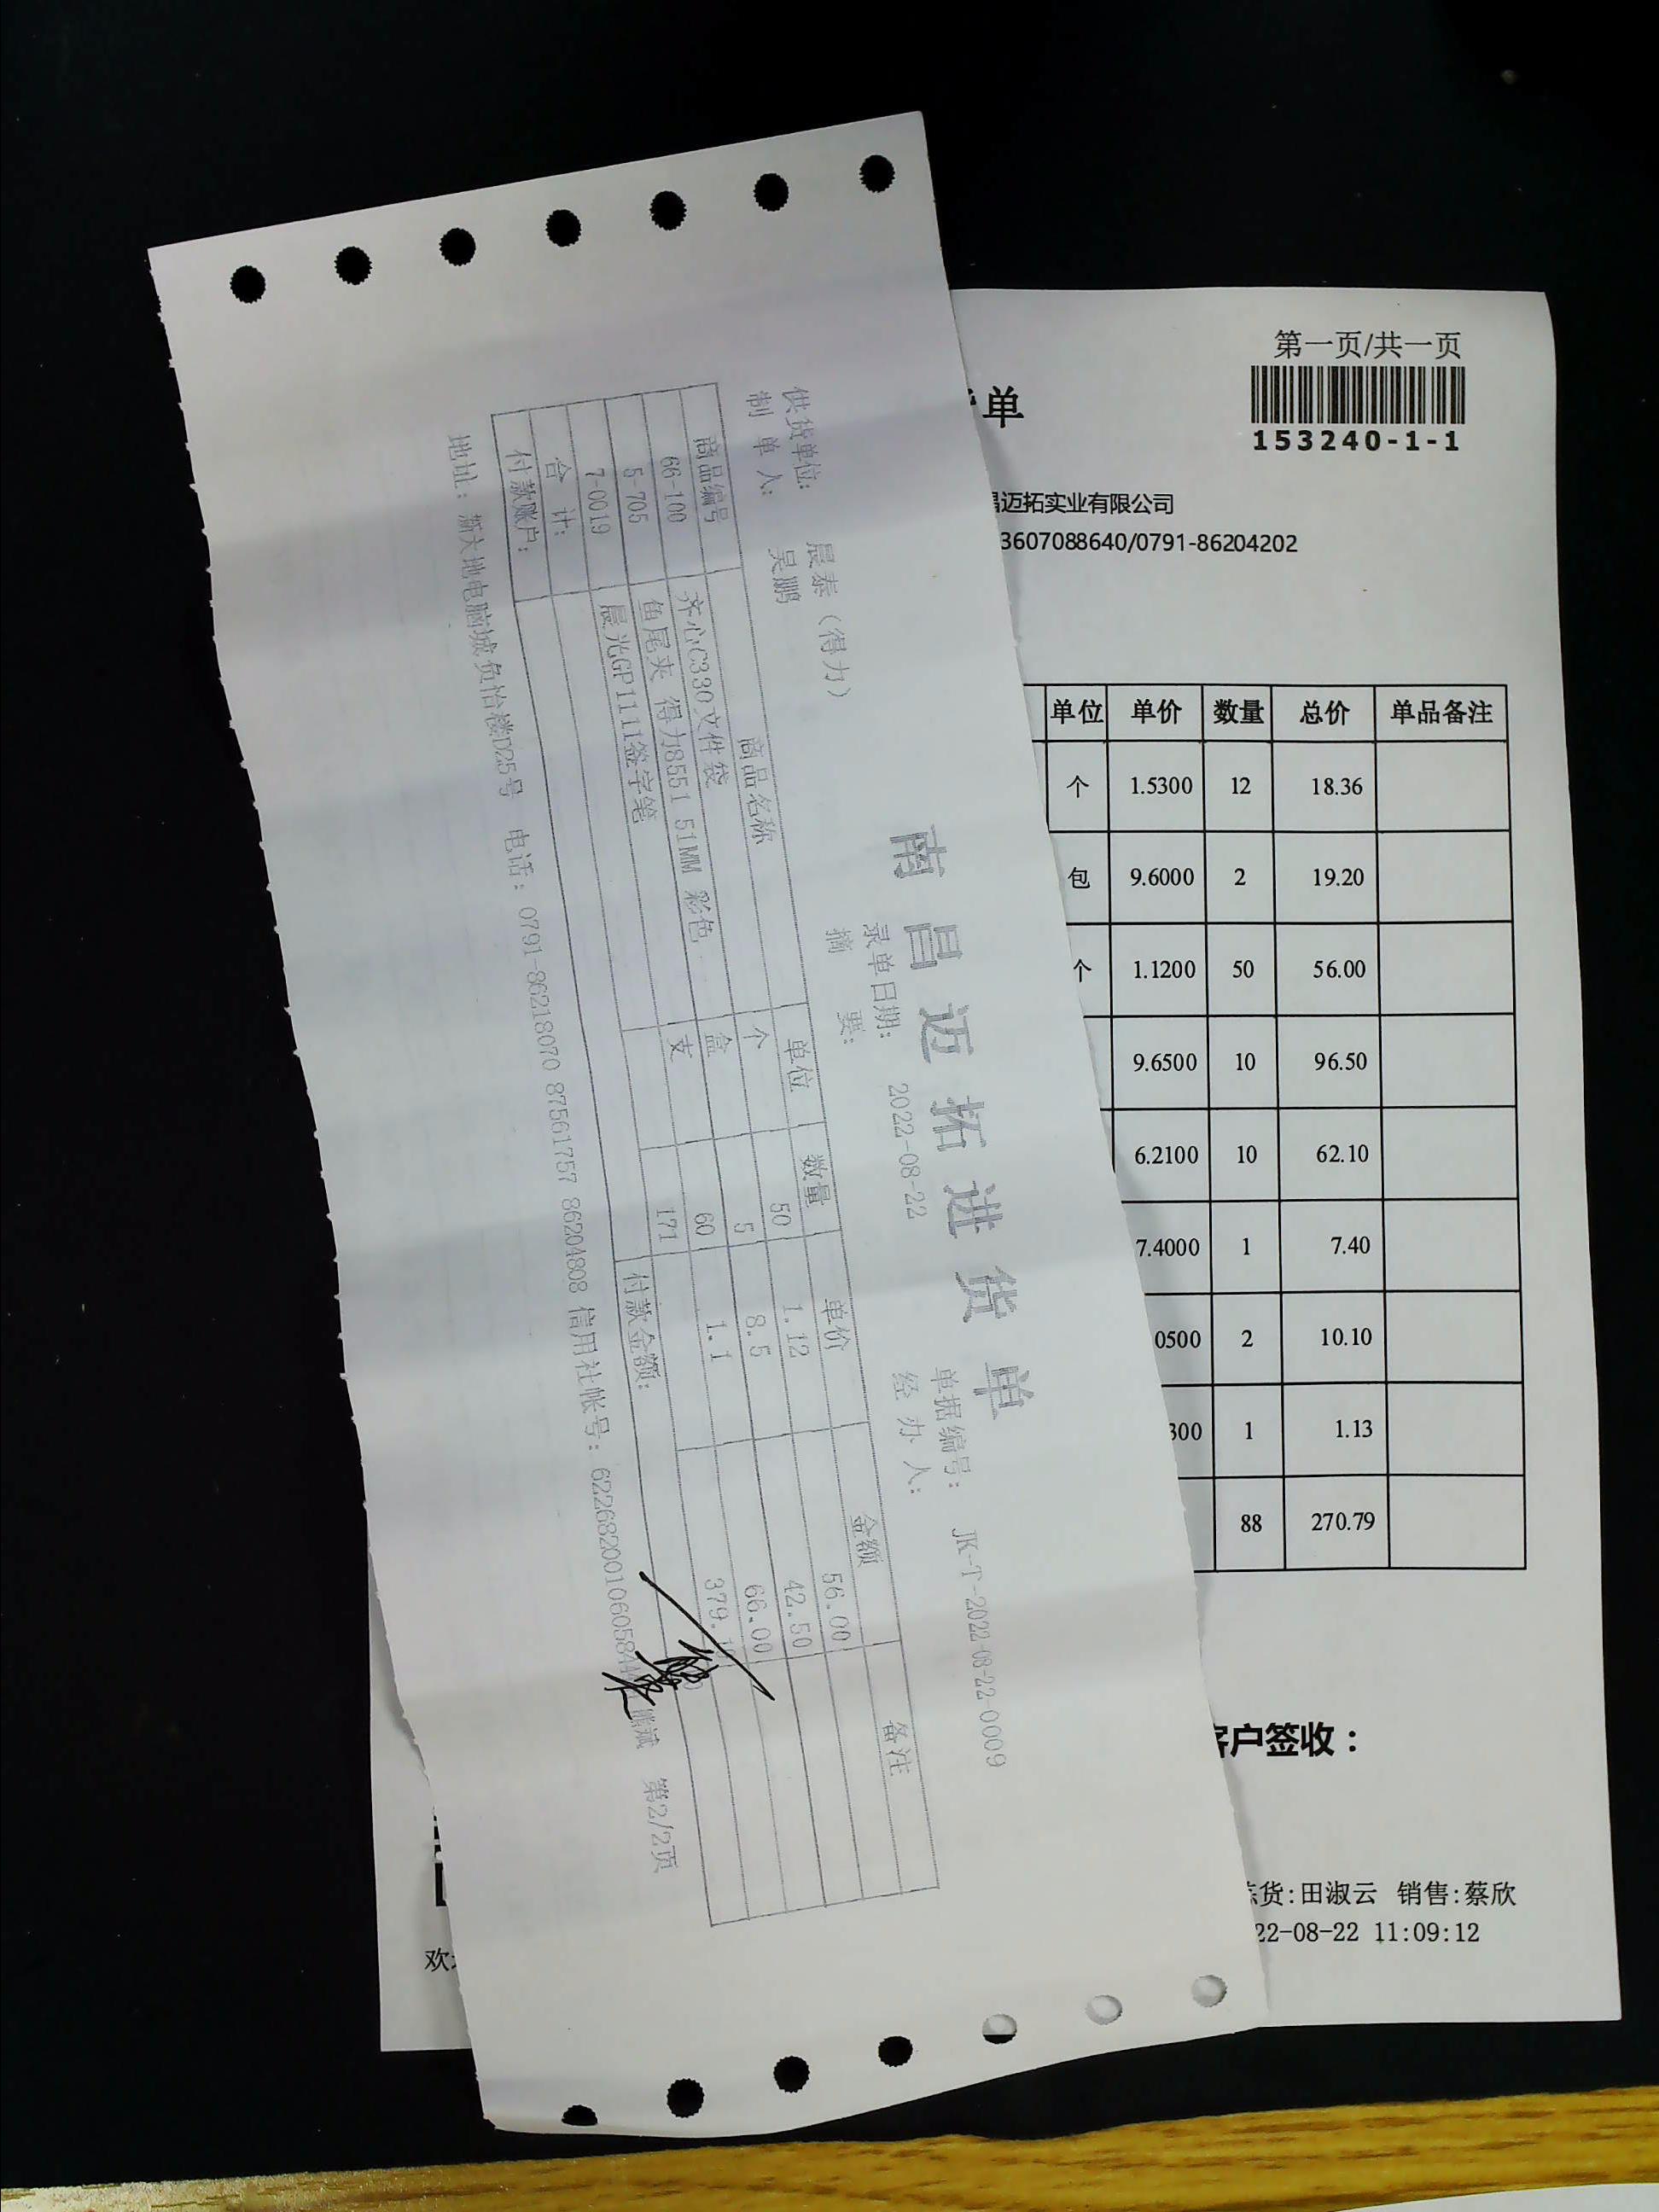 南昌迈拓进货单
供货单位: 晨泰(得力) 录单日期: 2022-08-22 单据编号: JK-T-2022-08-22-0009
制 单 人: 吴鹏 摘 要: 经 办 人:
商品编号 商品名称 单位 数量 单价 金额 备注
66-100 齐心C330文件袋 个 50 1.12 56.00
5-705 鱼尾夹 得力8551 51MM 彩色 盒 5 8.5 42.50
7-0019 晨光GP1111签字笔 支 60 1.1 66.00
合 计: 171 379.
付款账户: 付款金额:
地址:新大地电脑城负怡楼D25号 电话:0791-86218070 87561757 86204808 信用社帐号: 第2/2页
第一页/共一页
单
153240-1-1
迈拓实业有限公司
3607088640/0791-86204202
单位 单价 数量 总价 单品备注
个 1.5300 12 18.36
包 9.6000 2 19.20
个 1.1200 50 56.00
9.6500 10 96.50
6.2100 10 62.10
7.4000 1 7.40
0500 2 10.10
300 1 1.13
88 270.79
客户签收:
货:田淑云 销售:蔡欣
22-08-22 11:09:12
欢